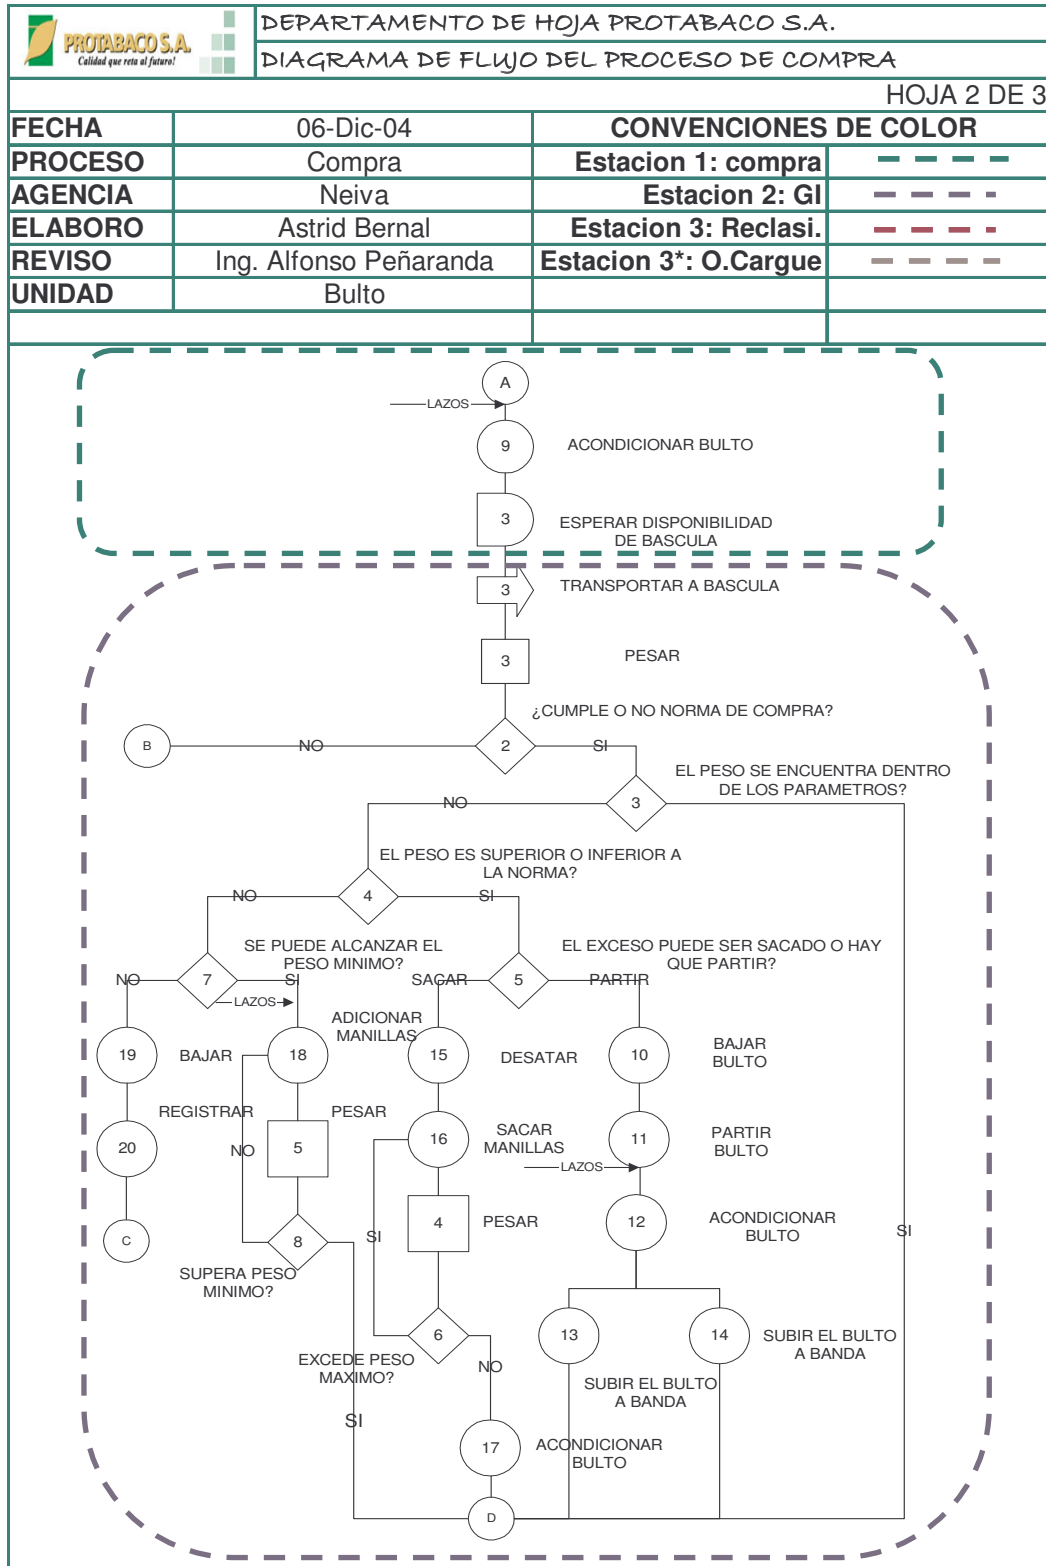 PROTABACO S.A.
Calidad que reta al futuro!
DEPARTAMENTO DE HOJA PROTABACO S.A.
DIAGRAMA DE FLUJO DEL PROCESO DE COMPRA
HOJA 2 DE 3
FECHA 06-Dic-04 CONVENCIONES DE COLOR
PROCESO Compra Estacion 1: compra
AGENCIA Neiva Estacion 2: GI
ELABORO Astrid Bernal Estacion 3: Reclasi.
REVISO Ing. Alfonso Peñaranda Estacion 3*: O.Cargue
UNIDAD Bulto
A
LAZOS
9 ACONDICIONAR BULTO
3 ESPERAR DISPONIBILIDAD
DE BASCULA
3 TRANSPORTAR A BASCULA
3 PESAR
¿CUMPLE O NO NORMA DE COMPRA?
B NO 2 SI
EL PESO SE ENCUENTRA DENTRO
DE LOS PARAMETROS?
NO 3
EL PESO ES SUPERIOR O INFERIOR A
LA NORMA?
NO 4 SI
SE PUEDE ALCANZAR EL
PESO MINIMO?
EL EXCESO PUEDE SER SACADO O HAY
QUE PARTIR?
NO 7 SI SACAR 5 PARTIR
LAZOS
ADICIONAR
MANILLAS
19 BAJAR 18 15 DESATAR 10 BAJAR
BULTO
REGISTRAR PESAR
20 NO 5 16 SACAR
MANILLAS
11 PARTIR
BULTO
LAZOS
C 8 SI 4 PESAR 12 ACONDICIONAR
BULTO
SI
SUPERA PESO
MINIMO?
6 13 14 SUBIR EL BULTO
A BANDA
EXCEDE PESO
MAXIMO?
NO
SUBIR EL BULTO
A BANDA
SI
17 ACONDICIONAR
BULTO
D